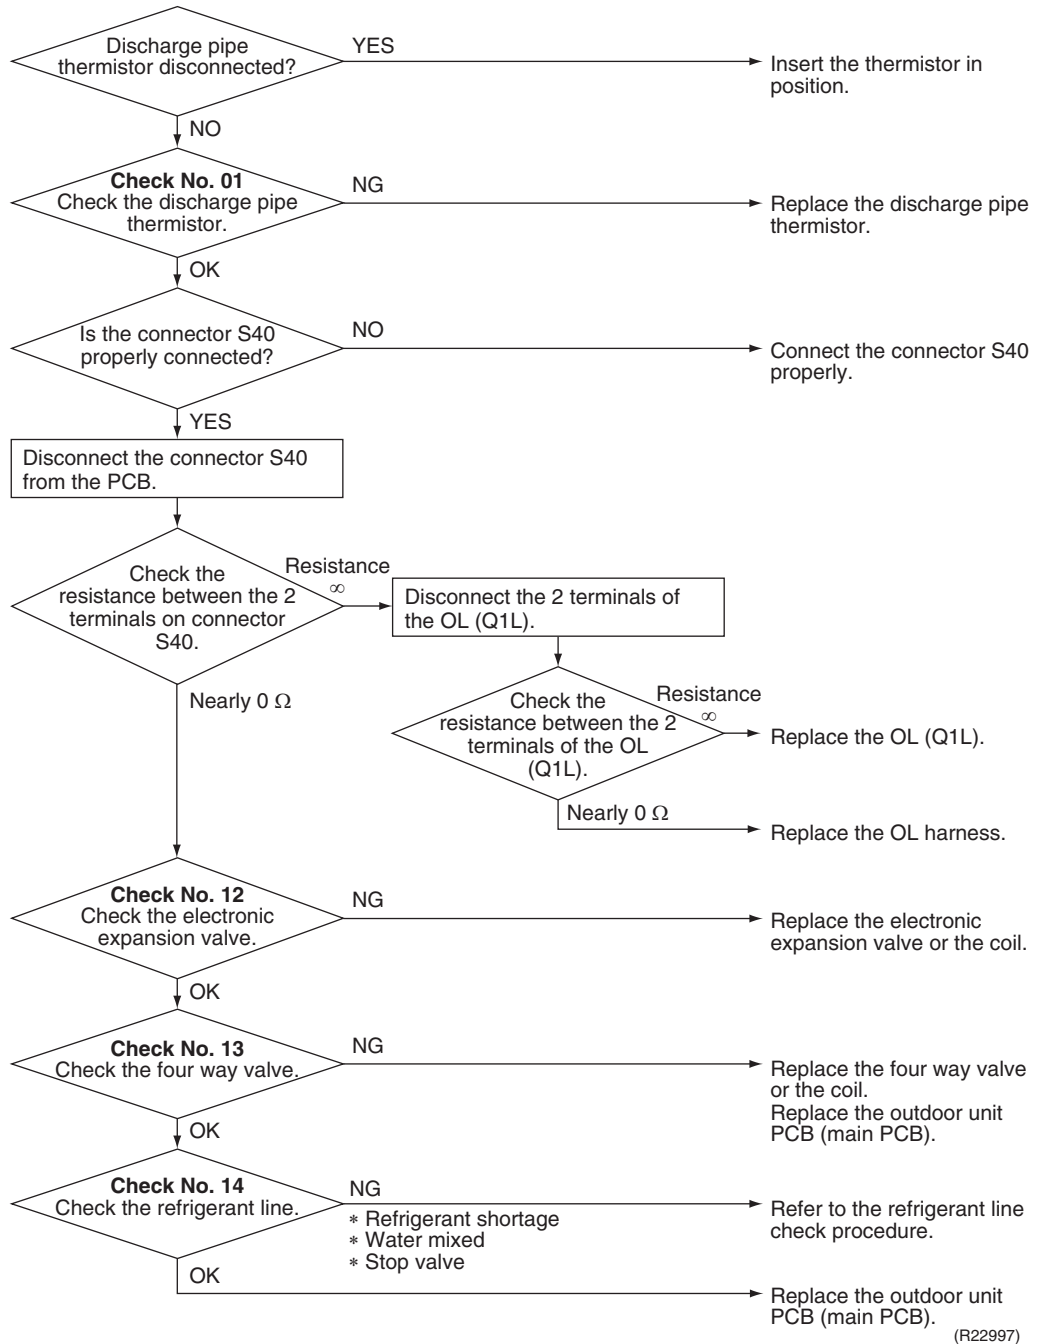 Discharge pipe
thermistor disconnected?
YES
Insert the thermistor in
position.
NO
Check No. 01
Check the discharge pipe
thermistor.
NG
Replace the discharge pipe
thermistor.
OK
Is the connector S40
properly connected?
NO
Connect the connector S40
properly.
YES
Disconnect the connector S40
from the PCB.
Check the
resistance between the 2
terminals on connector
S40.
Resistance
∞
Disconnect the 2 terminals of
the OL (Q1L).
Nearly 0 Ω
Check the
resistance between the 2
terminals of the OL
(Q1L).
Resistance
∞
Replace the OL (Q1L).
Nearly 0 Ω
Replace the OL harness.
Check No. 12
Check the electronic
expansion valve.
NG
Replace the electronic
expansion valve or the coil.
OK
Check No. 13
Check the four way valve.
NG
Replace the four way valve
or the coil.
Replace the outdoor unit
PCB (main PCB).
OK
Check No. 14
Check the refrigerant line.
NG
∗ Refrigerant shortage
∗ Water mixed
∗ Stop valve
Refer to the refrigerant line
check procedure.
OK
Replace the outdoor unit
PCB (main PCB).
(R22997)